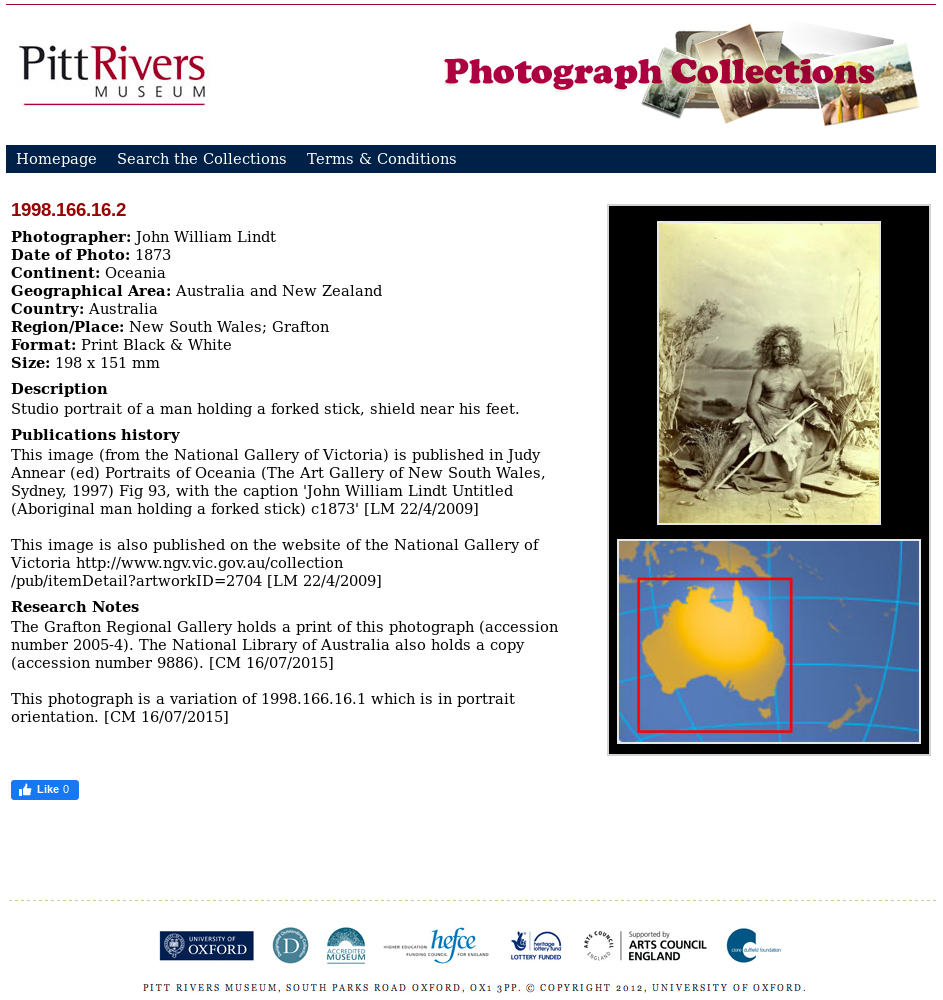 PittRivers
MUSEUM
Photograph Collections
Homepage Search the Collections Terms & Conditions
1998.166.16.2
Photographer: John William Lindt
Date of Photo: 1873
Continent: Oceania
Geographical Area: Australia and New Zealand
Country: Australia
Region/Place: New South Wales; Grafton
Format: Print Black & White
Size: 198 x 151 mm
Description
Studio portrait of a man holding a forked stick, shield near his feet.
Publications history
This image (from the National Gallery of Victoria) is published in Judy
Annear (ed) Portraits of Oceania (The Art Gallery of New South Wales,
Sydney, 1997) Fig 93, with the caption 'John William Lindt Untitled
(Aboriginal man holding a forked stick) c1873' [LM 22/4/2009]
This image is also published on the website of the National Gallery of
Victoria http://www.ngv.vic.gov.au/collection
/pub/itemDetail?artworkID=2704 [LM 22/4/2009]
Research Notes
The Grafton Regional Gallery holds a print of this photograph (accession
number 2005-4). The National Library of Australia also holds a copy
(accession number 9886). [CM 16/07/2015]
This photograph is a variation of 1998.166.16.1 which is in portrait
orientation. [CM 16/07/2015]
Like 0
UNIVERSITY OF
OXFORD
D
ACCREDITED
MUSEUM
HIGHER EDUCATION hefce
FUNDING COUNCIL FOR ENGLAND
heritage
lottery fund
LOTTERY FUNDED
ARTS COUNCIL
ENGLAND
Supported by
ARTS COUNCIL
ENGLAND
clore duffield foundation
PITT RIVERS MUSEUM, SOUTH PARKS ROAD OXFORD, OX1 3PP. © COPYRIGHT 2012, UNIVERSITY OF OXFORD.